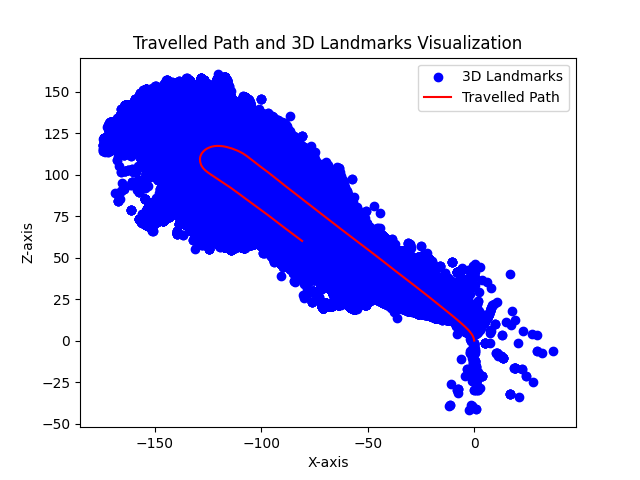 Travelled Path and 3D Landmarks Visualization
3D Landmarks
Travelled Path
150
125
100
75
50
25
0
−25
−50
Z-axis
−150
−100
−50
0
X-axis